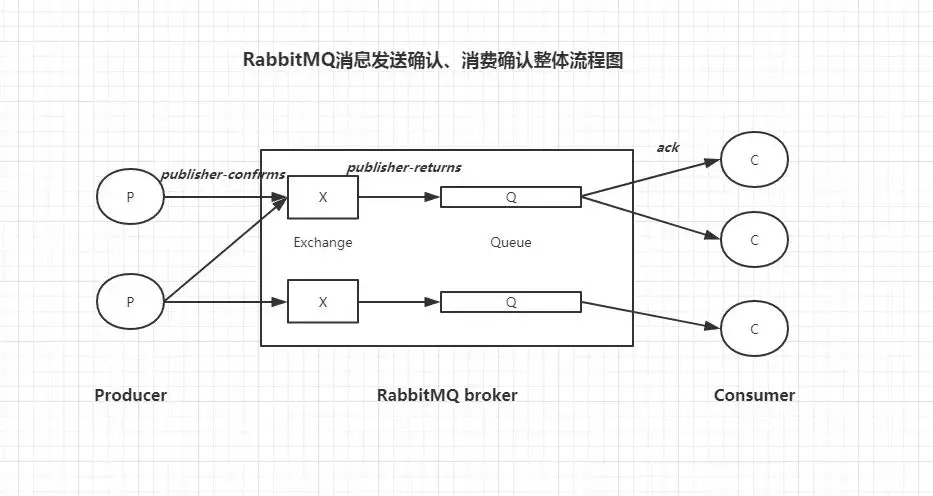 RabbitMQ消息发送确认、消费确认整体流程图
ack
publisher-confirms
publisher-returns
C
P
X
Q
Exchange
Queue
C
P
X
Q
C
Producer
RabbitMQ broker
Consumer